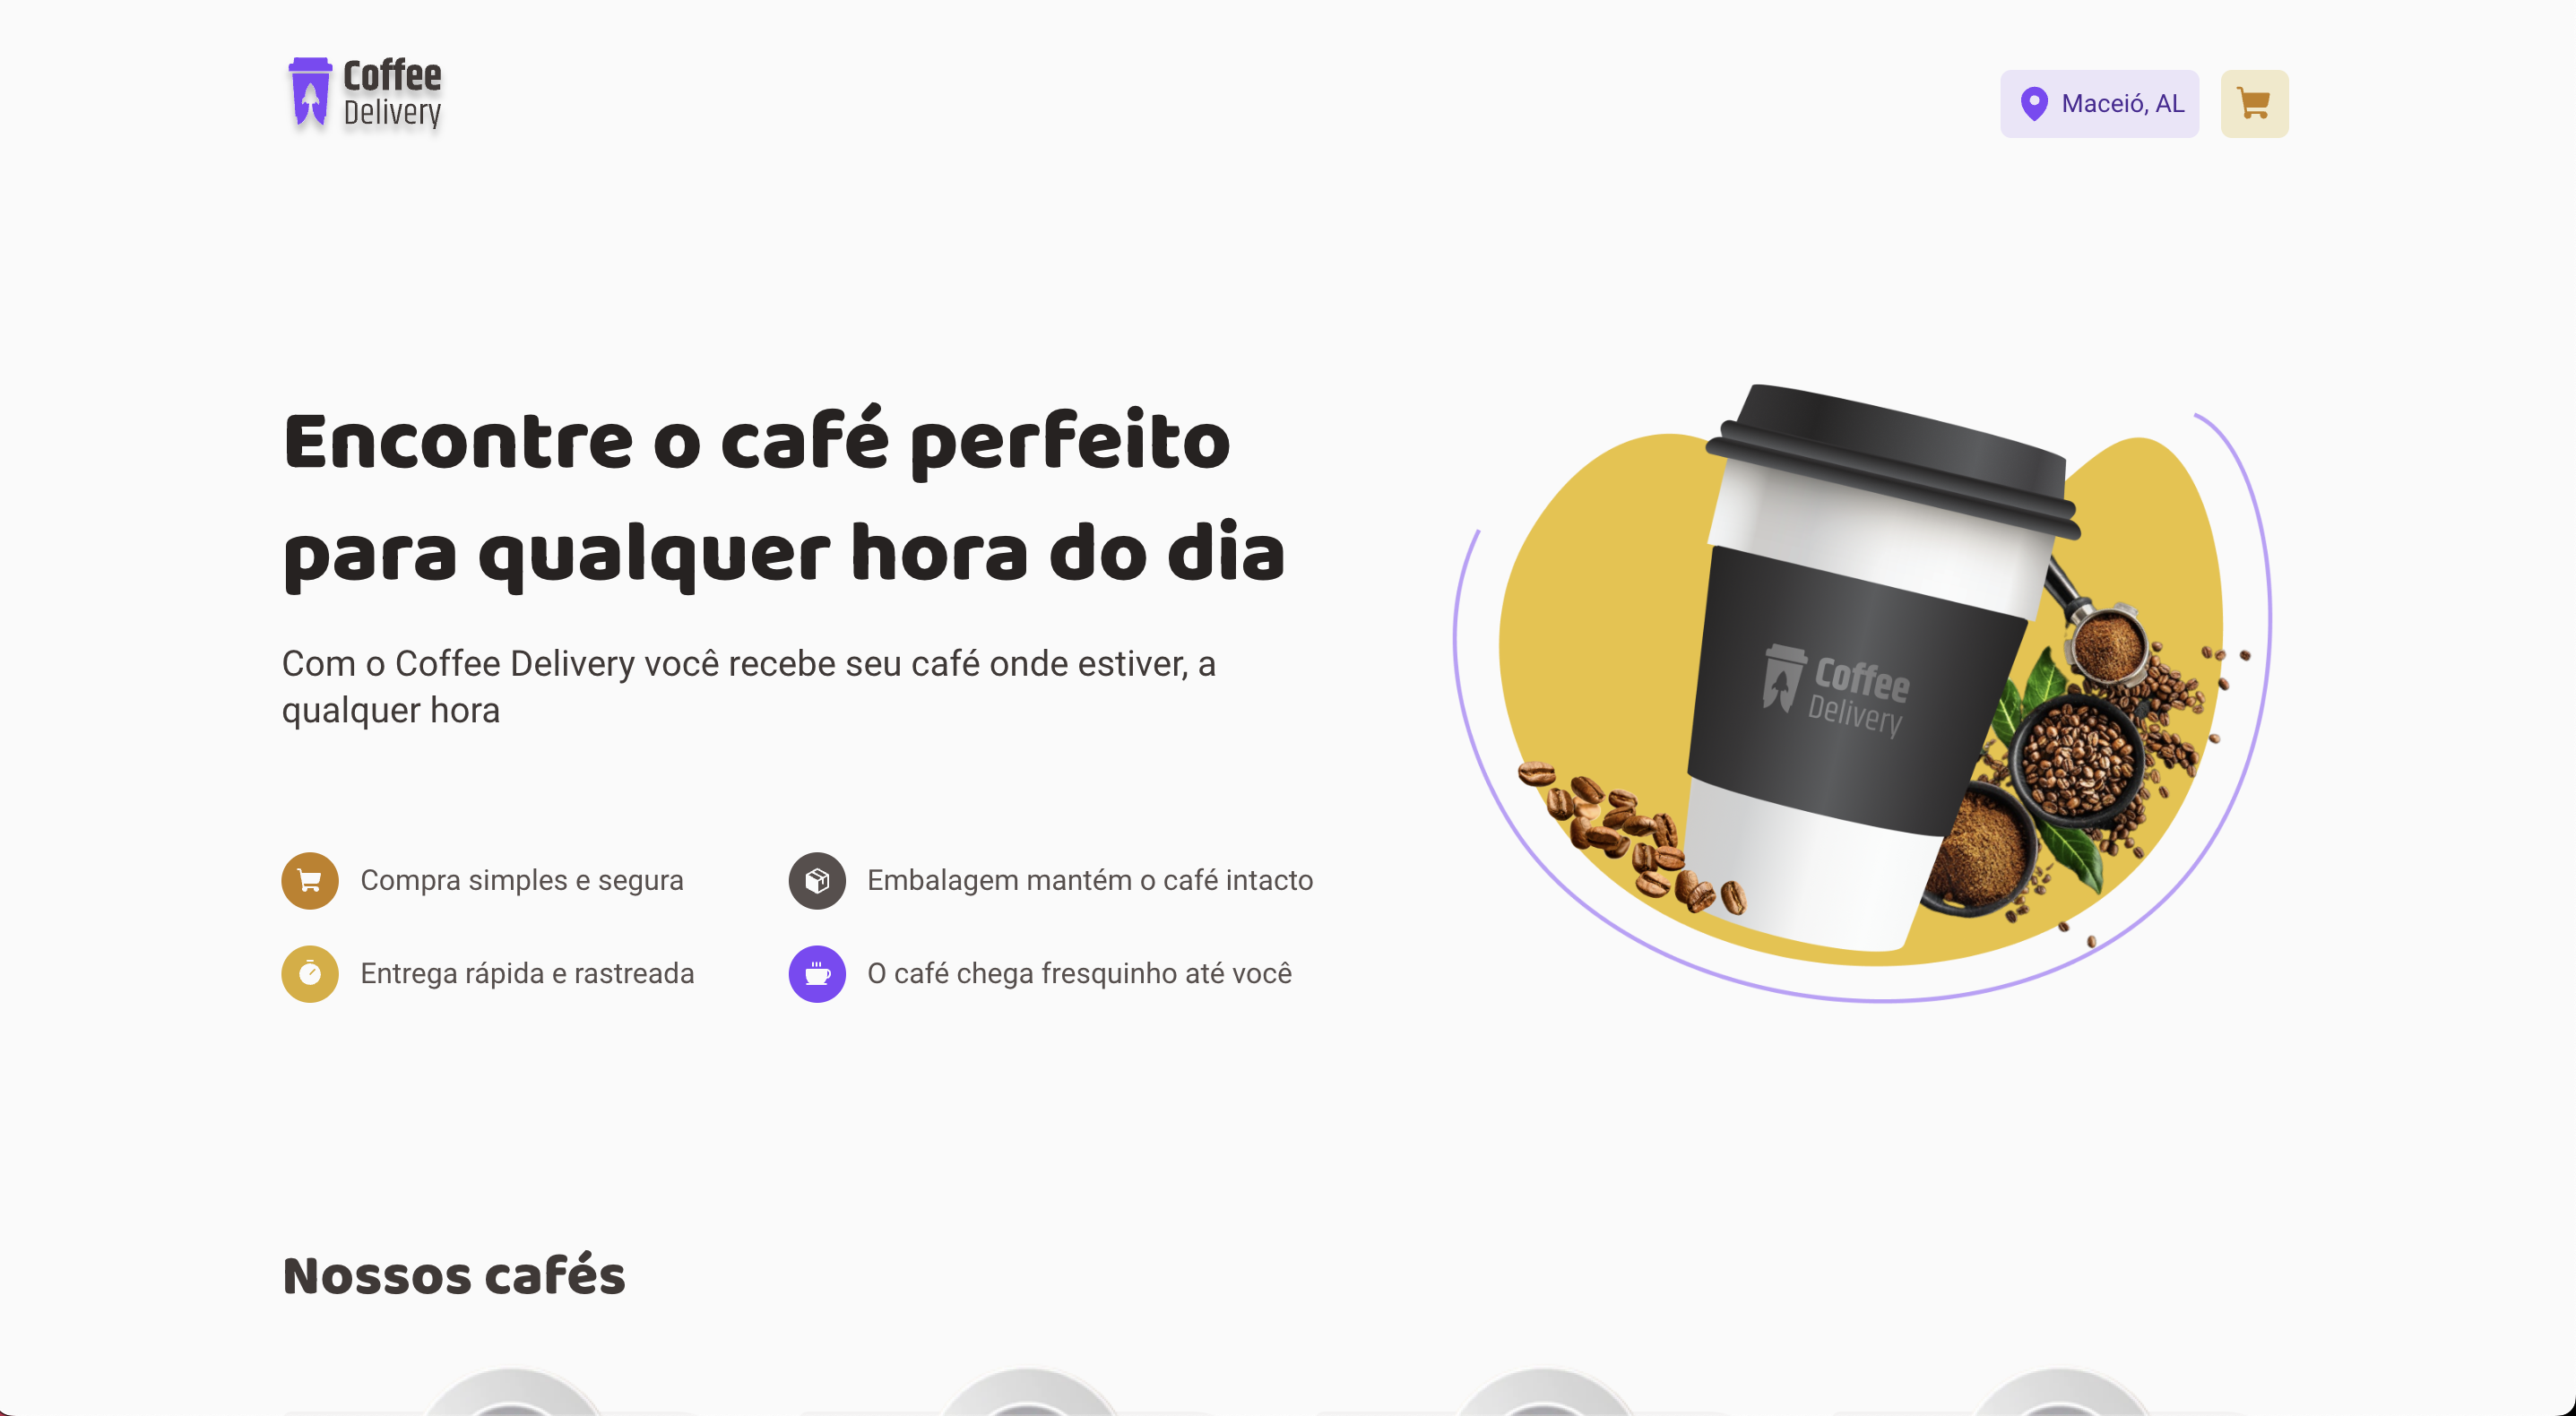 Coffee
Delivery
Maceió, AL
Encontre o café perfeito
para qualquer hora do dia
Com o Coffee Delivery você recebe seu café onde estiver, a
qualquer hora
Coffee
Delivery
Compra simples e segura
Embalagem mantém o café intacto
Entrega rápida e rastreada
O café chega fresquinho até você
Nossos cafés